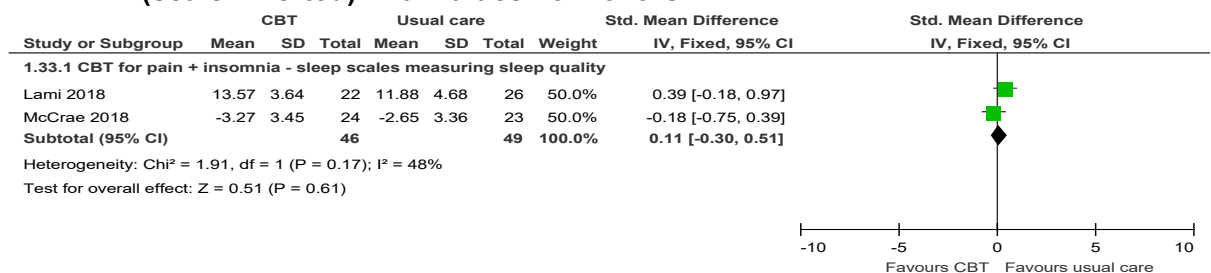 CBT Usual care Std. Mean Difference Std. Mean Difference
Study or Subgroup Mean SD Total Mean SD Total Weight IV, Fixed, 95% CI IV, Fixed, 95% CI
1.33.1 CBT for pain + insomnia - sleep scales measuring sleep quality
Lami 2018 13.57 3.64 22 11.88 4.68 26 50.0% 0.39 [-0.18, 0.97]
McCrae 2018 -3.27 3.45 24 -2.65 3.36 23 50.0% -0.18 [-0.75, 0.39]
Subtotal (95% CI) 46 49 100.0% 0.11 [-0.30, 0.51]
Heterogeneity: Chi² = 1.91, df = 1 (P = 0.17); I² = 48%
Test for overall effect: Z = 0.51 (P = 0.61)
-10 -5 0 5 10
Favours CBT Favours usual care